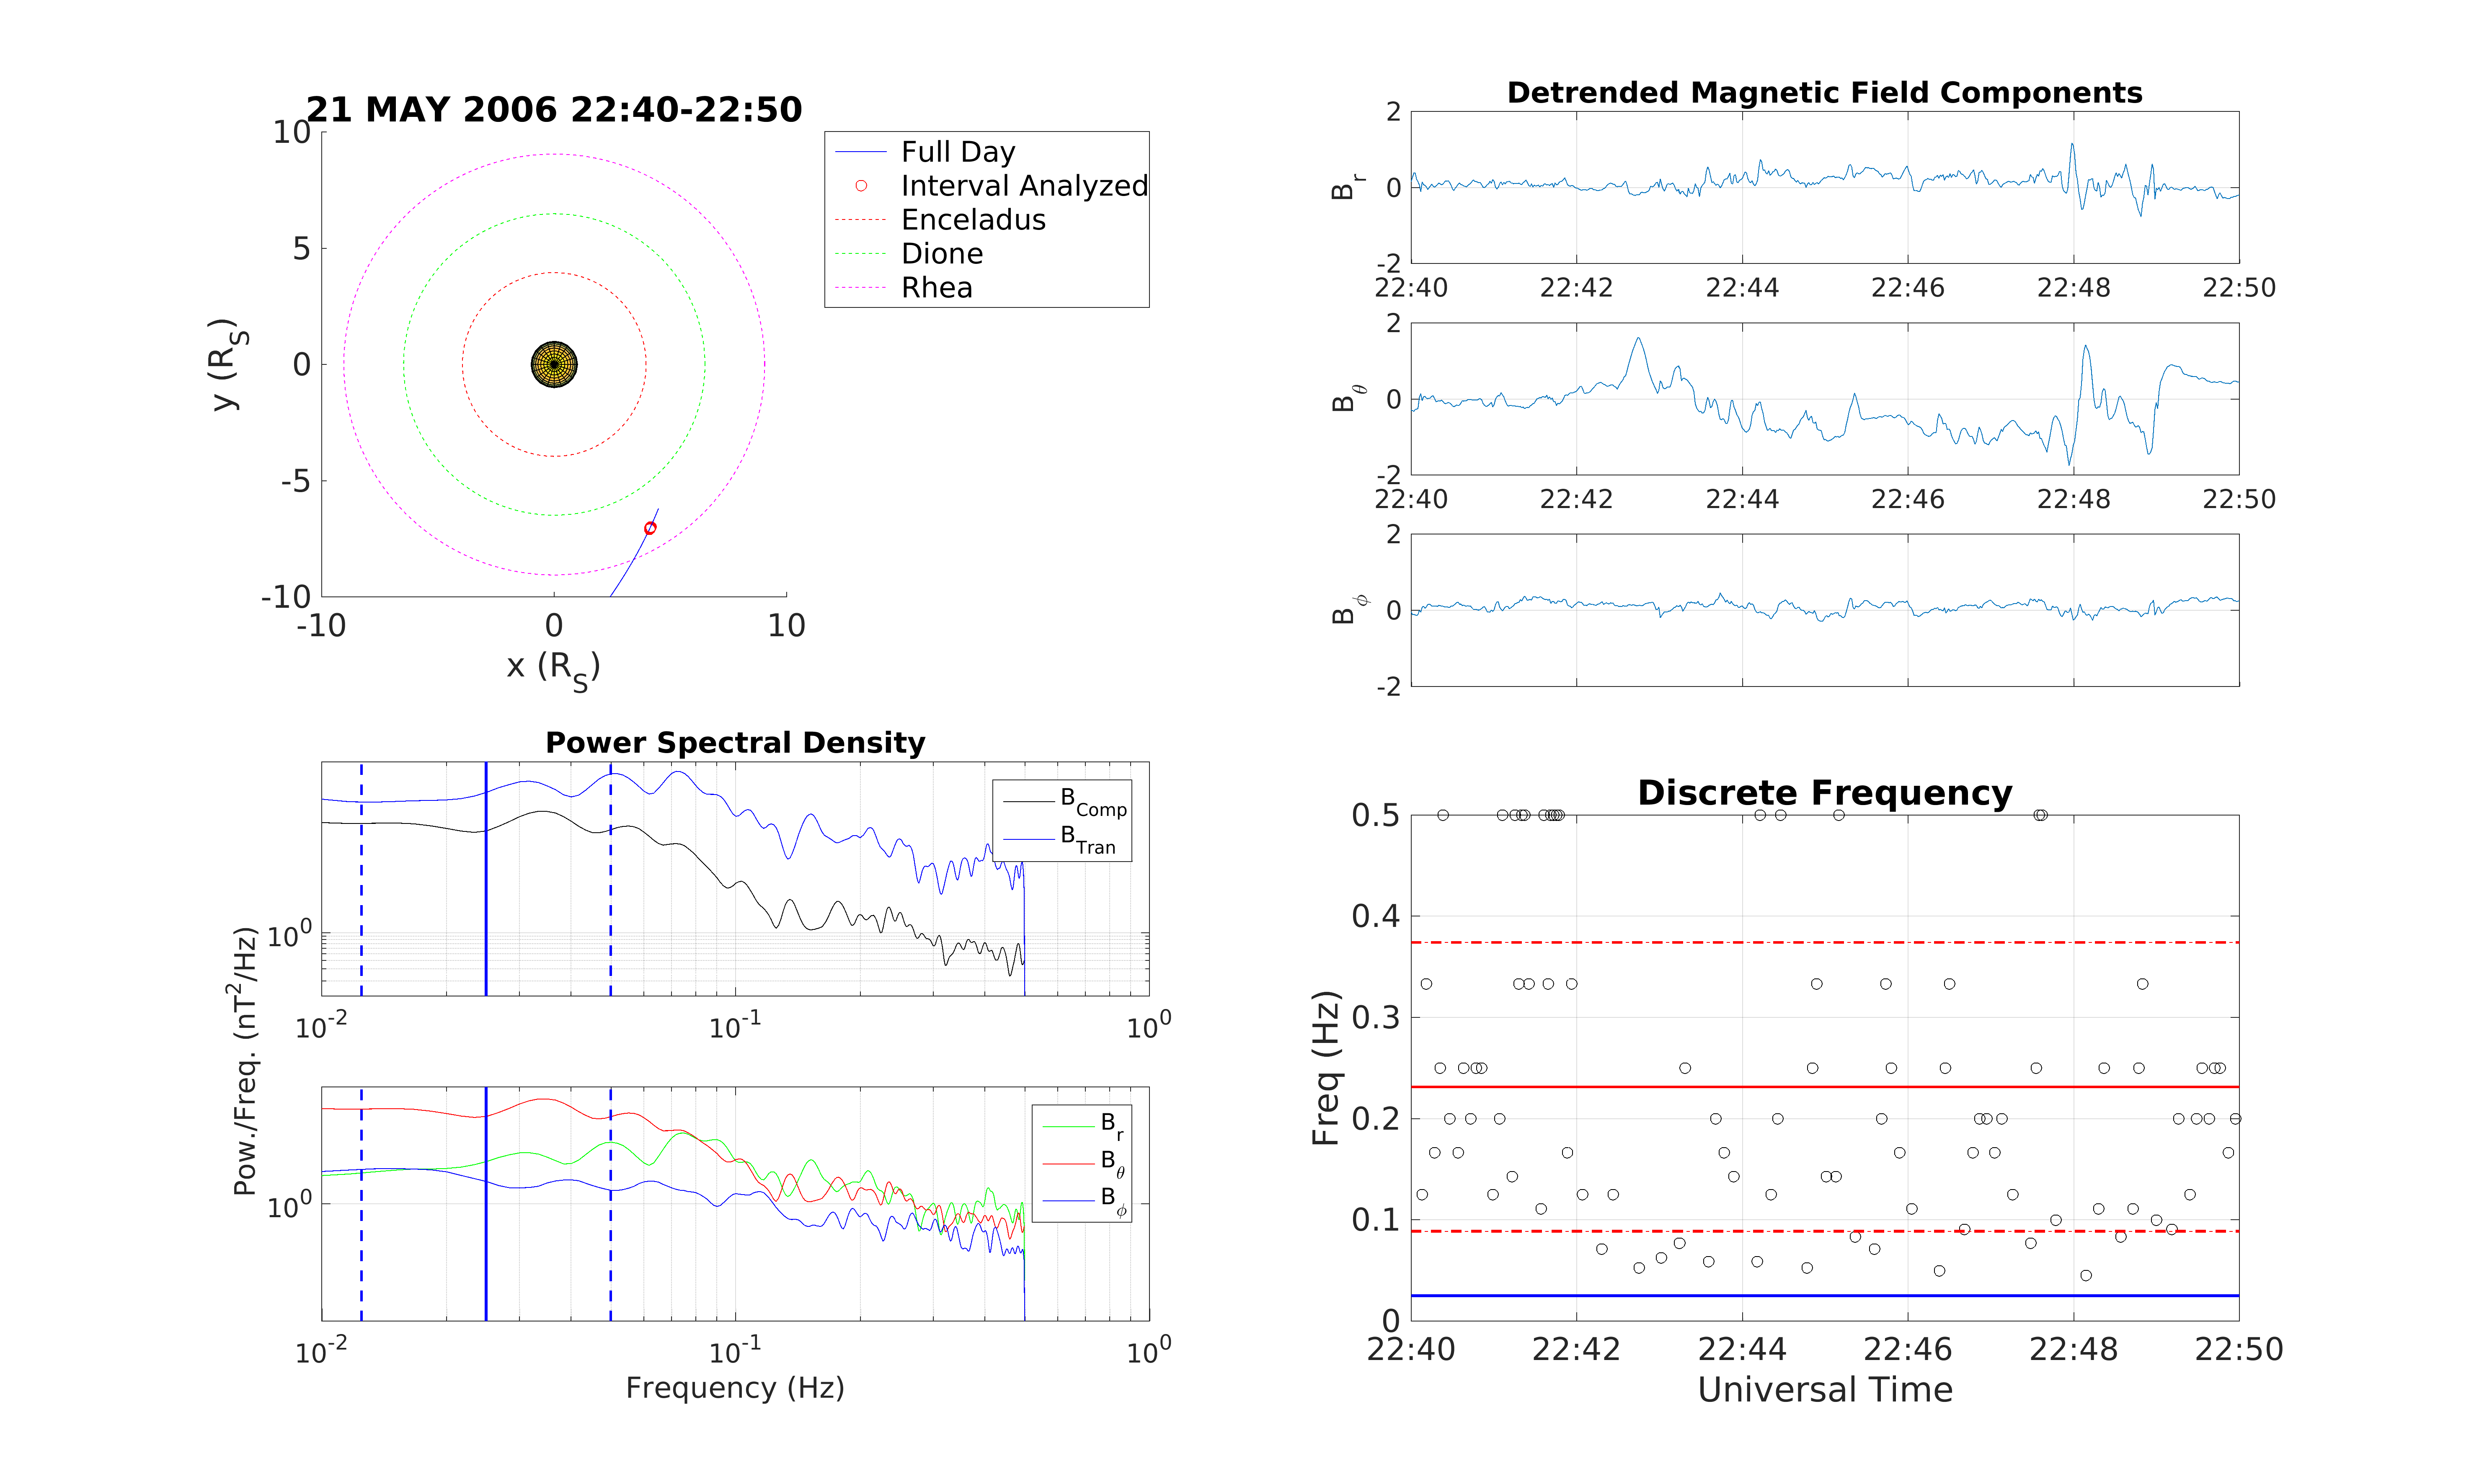 21 MAY 2006 22:40-22:50
10
5
0
-5
-10
-10 0 10
y (R_S)
x (R_S)
Full Day
Interval Analyzed
Enceladus
Dione
Rhea
Detrended Magnetic Field Components
2
0
-2
B_r
22:40 22:42 22:44 22:46 22:48 22:50
2
0
-2
B_θ
22:40 22:42 22:44 22:46 22:48 22:50
2
0
-2
B_ϕ
Power Spectral Density
B_Comp
B_Tran
10^0
10^-2 10^-1 10^0
Pow./Freq. (nT^2/Hz)
B_r
B_θ
B_ϕ
10^0
10^-2 10^-1 10^0
Frequency (Hz)
Discrete Frequency
0.5
0.4
0.3
0.2
0.1
0
Freq (Hz)
22:40 22:42 22:44 22:46 22:48 22:50
Universal Time